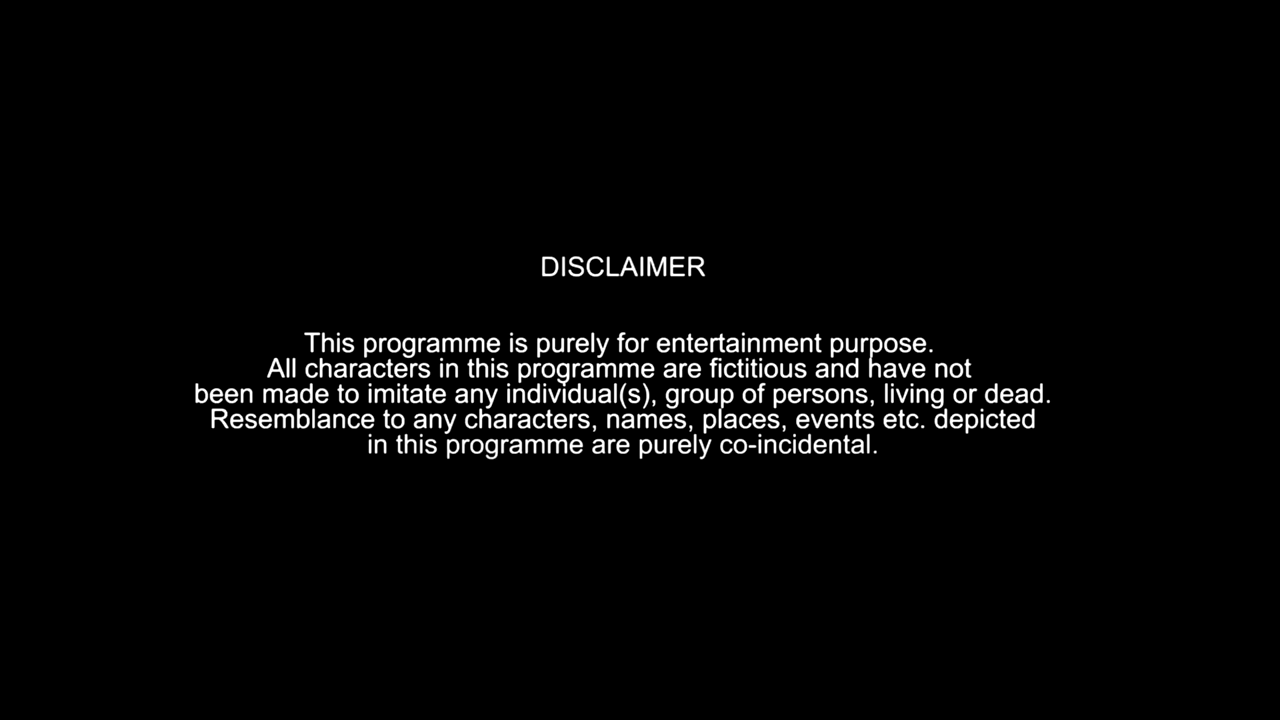 DISCLAIMER
This programme is purely for entertainment purpose.
All characters in this programme are fictitious and have not
been made to imitate any individual(s), group of persons, living or dead.
Resemblance to any characters, names, places, events etc. depicted
in this programme are purely co-incidental.